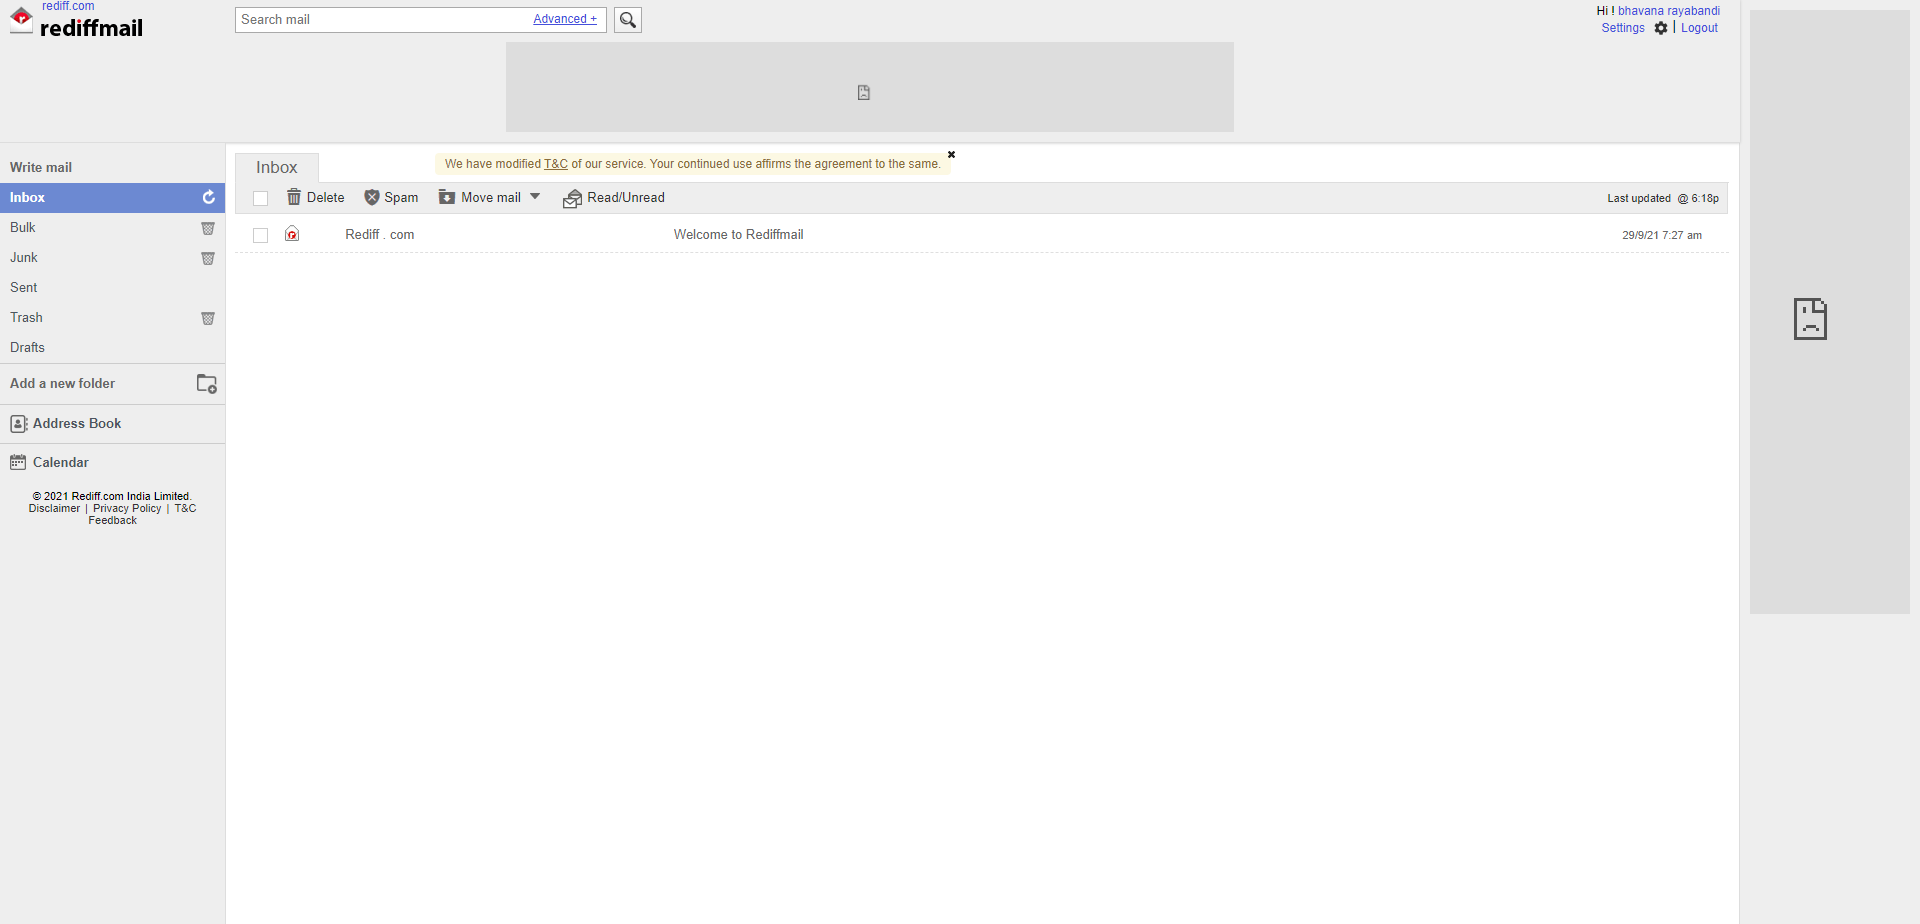 rediff.com
rediffmail
Search mail
Advanced +
Hi ! bhavana rayabandi
Settings | Logout
Write mail
Inbox
Bulk
Junk
Sent
Trash
Drafts
Add a new folder
Address Book
Calendar
© 2021 Rediff.com India Limited.
Disclaimer | Privacy Policy | T&C
Feedback
Inbox
We have modified T&C of our service. Your continued use affirms the agreement to the same.
Delete Spam Move mail Read/Unread
Last updated @ 6:18p
Rediff . com Welcome to Rediffmail 29/9/21 7:27 am